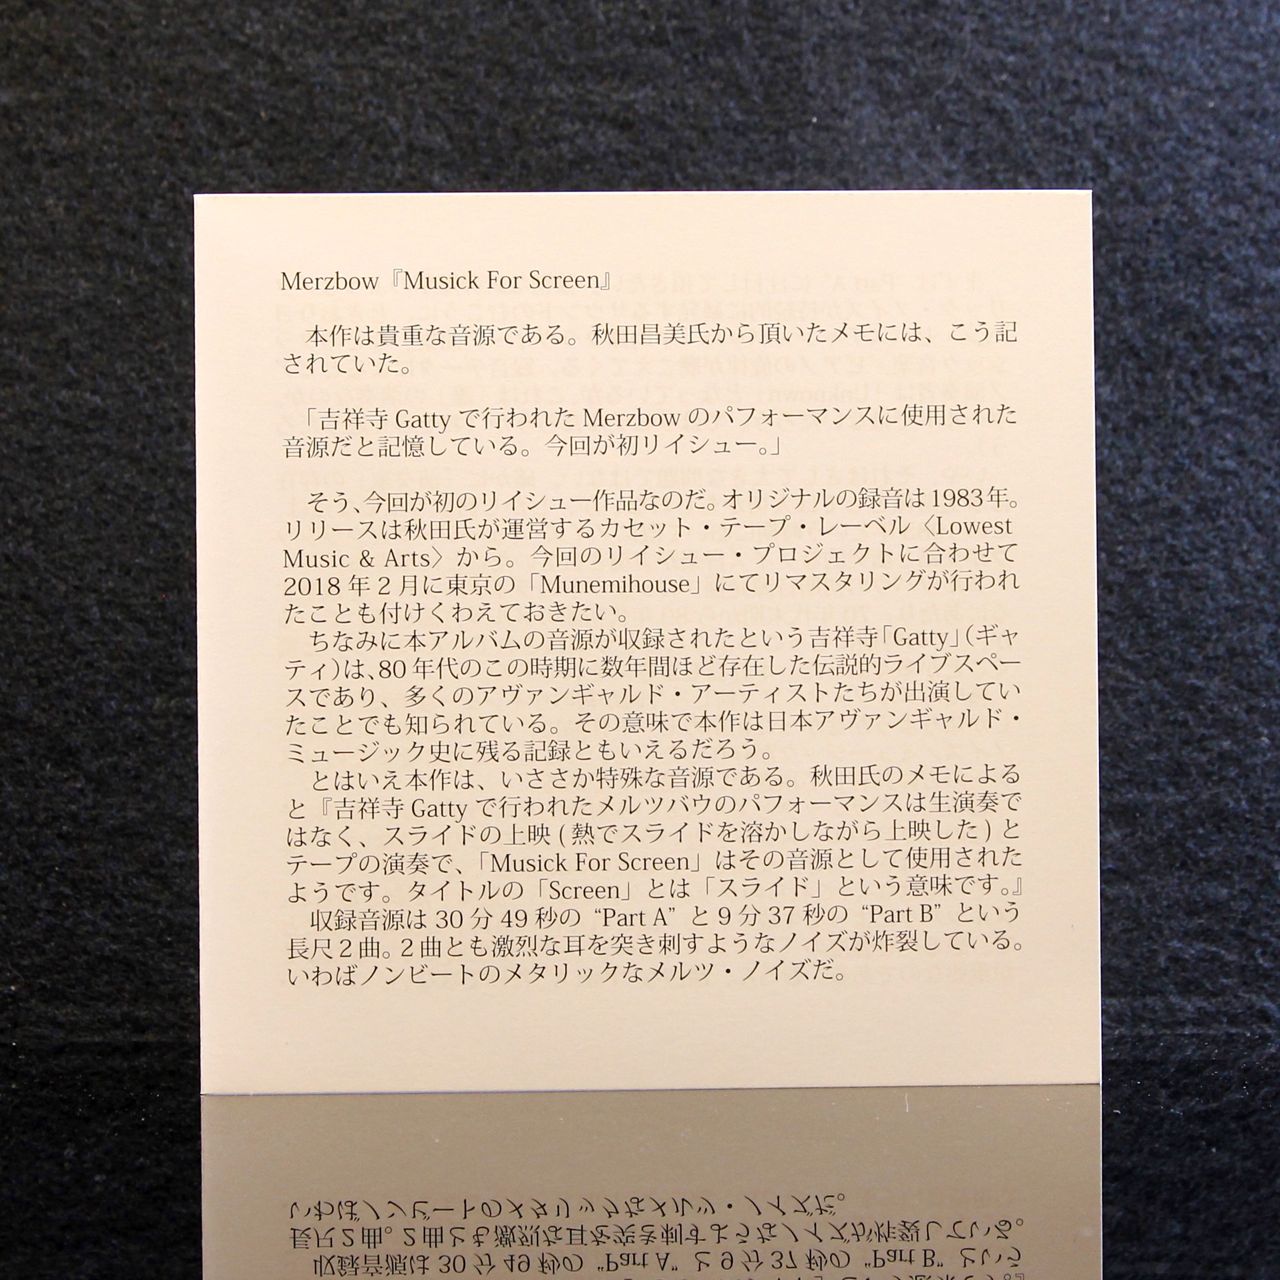 Merzbow『Musick For Screen』
本作は貴重な音源である。秋田昌美氏から頂いたメモには、こう記
されていた。
「吉祥寺 Gatty で行われた Merzbow のパフォーマンスに使用された
音源だと記憶している。今回が初リイシュー。」
そう、今回が初のリイシュー作品なのだ。オリジナルの録音は 1983 年。
リリースは秋田氏が運営するカセット・テープ・レーベル〈Lowest
Music & Arts〉から。今回のリイシュー・プロジェクトに合わせて
2018 年 2 月に東京の「Munemihouse」にてリマスタリングが行われ
たことも付けくわえておきたい。
ちなみに本アルバムの音源が収録されたという吉祥寺「Gatty」（ギャ
ティ）は、80 年代のこの時期に数年間ほど存在した伝説的ライブスペー
スであり、多くのアヴァンギャルド・アーティストたちが出演してい
たことでも知られている。その意味で本作は日本アヴァンギャルド・
ミュージック史に残る記録ともいえるだろう。
とはいえ本作は、いささか特殊な音源である。秋田氏のメモによる
と『吉祥寺 Gatty で行われたメルツバウのパフォーマンスは生演奏で
はなく、スライドの上映 ( 熱でスライドを溶かしながら上映した ) と
テープの演奏で、「Musick For Screen」はその音源として使用された
ようです。タイトルの「Screen」とは「スライド」という意味です。』
収録音源は 30 分 49 秒の “Part A” と 9 分 37 秒の “Part B” という
長尺 2 曲。2 曲とも激烈な耳を突き刺すようなノイズが炸裂している。
いわばノンビートのメタリックなメルツ・ノイズだ。